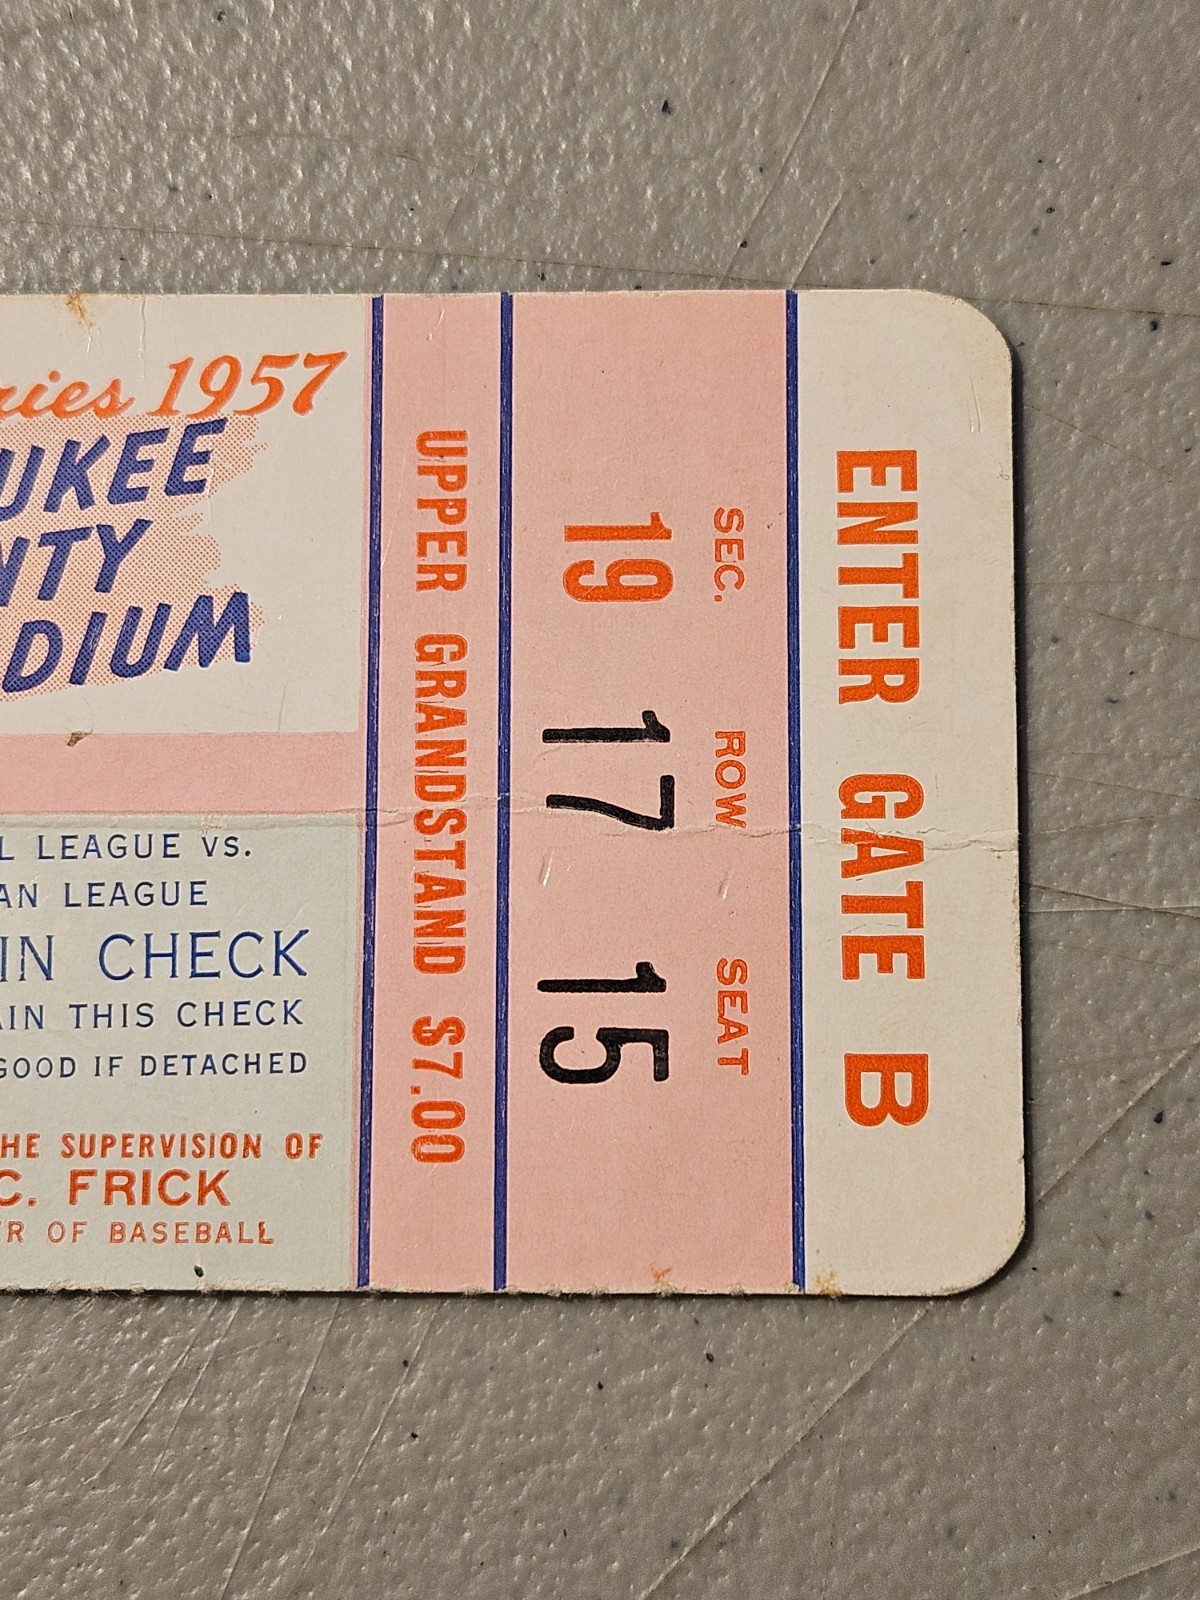 ries 1957
UKEE
NTY
DIUM
L LEAGUE VS.
AN LEAGUE
IN CHECK
AIN THIS CHECK
GOOD IF DETACHED
HE SUPERVISION OF
C. FRICK
R OF BASEBALL
UPPER GRANDSTAND $7.00
SEC. ROW SEAT
19 17 15
ENTER GATE B